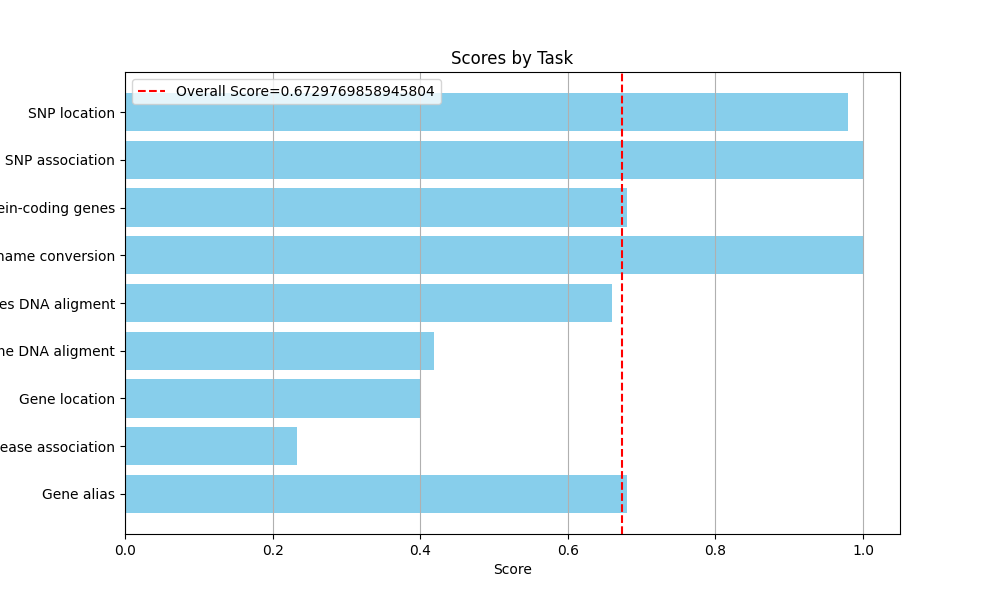 Scores by Task
Overall Score=0.6729769858945804
SNP location
SNP association
ein-coding genes
name conversion
es DNA aligment
ne DNA aligment
Gene location
ease association
Gene alias
0.0 0.2 0.4 0.6 0.8 1.0
Score